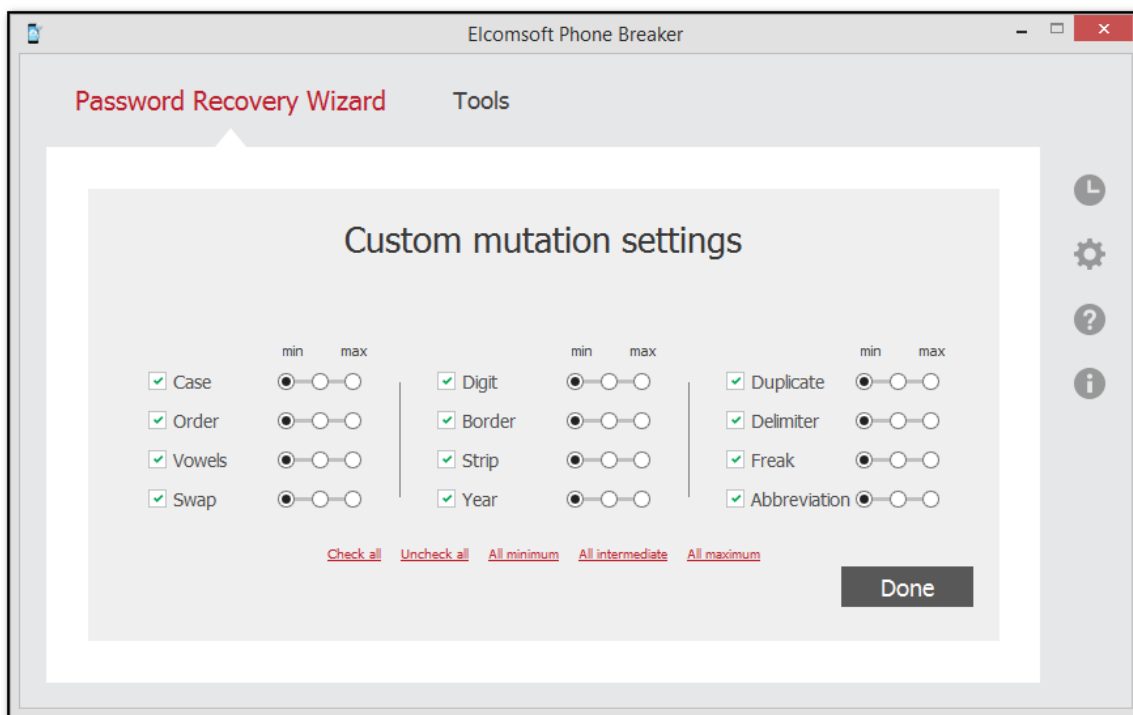 Elcomsoft Phone Breaker
Password Recovery Wizard Tools
Custom mutation settings
min max min max min max
Case Digit Duplicate
Order Border Delimiter
Vowels Strip Freak
Swap Year Abbreviation
Check all Uncheck all All minimum All intermediate All maximum
Done